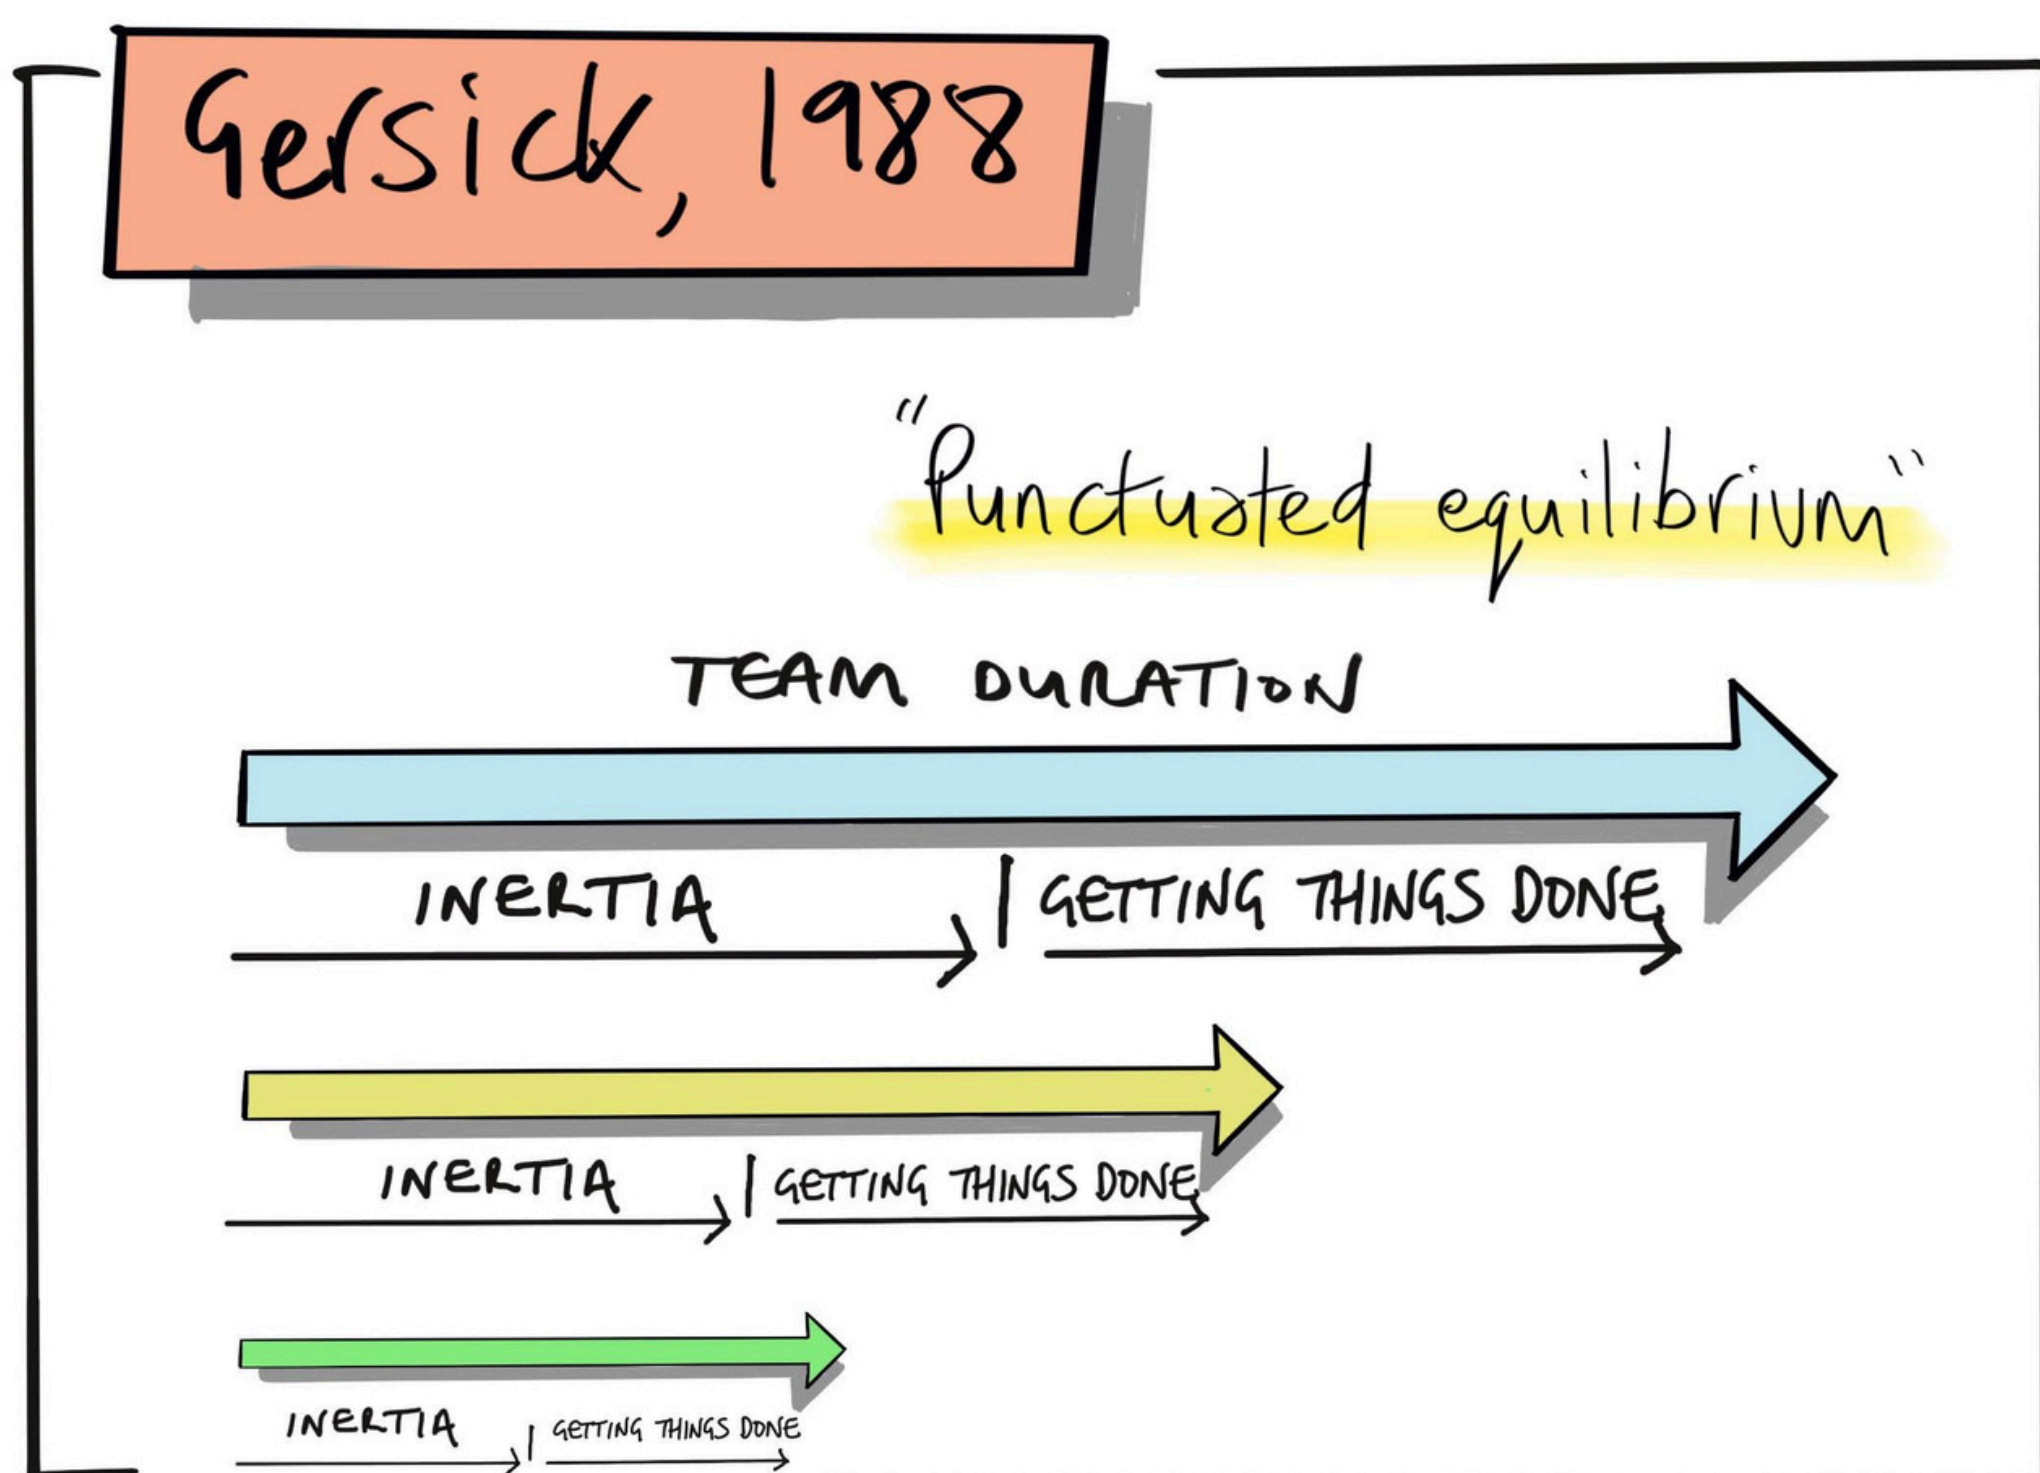 Gersick, 1988
"Punctuated equilibrium"
TEAM DURATION
INERTIA | GETTING THINGS DONE
INERTIA | GETTING THINGS DONE
INERTIA | GETTING THINGS DONE